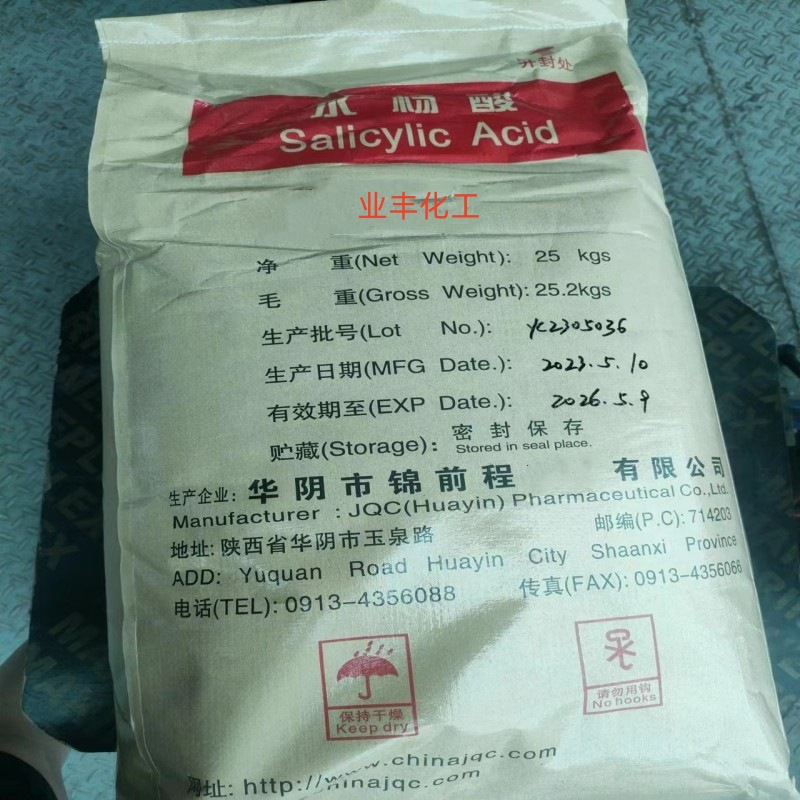 开封处
水杨酸
Salicylic Acid
业丰化工
净 重(Net Weight): 25 kgs
毛 重(Gross Weight): 25.2kgs
生产批号(Lot No.): YC2305036
生产日期(MFG Date.): 2023.5.10
有效期至(EXP Date.): 2026.5.9
贮藏(Storage): 密封保存
Stored in seal place.
生产企业: 华阴市锦前程 有限公司
Manufacturer : JQC(Huayin) Pharmaceutical Co.,Ltd.
地址: 陕西省华阴市玉泉路 邮编(P.C): 714203
ADD: Yuquan Road Huayin City Shaanxi Province
电话(TEL): 0913-4356088 传真(FAX): 0913-4356066
保持干燥
Keep dry
请勿用钩
No hooks
网址: http://www.chinajqc.com